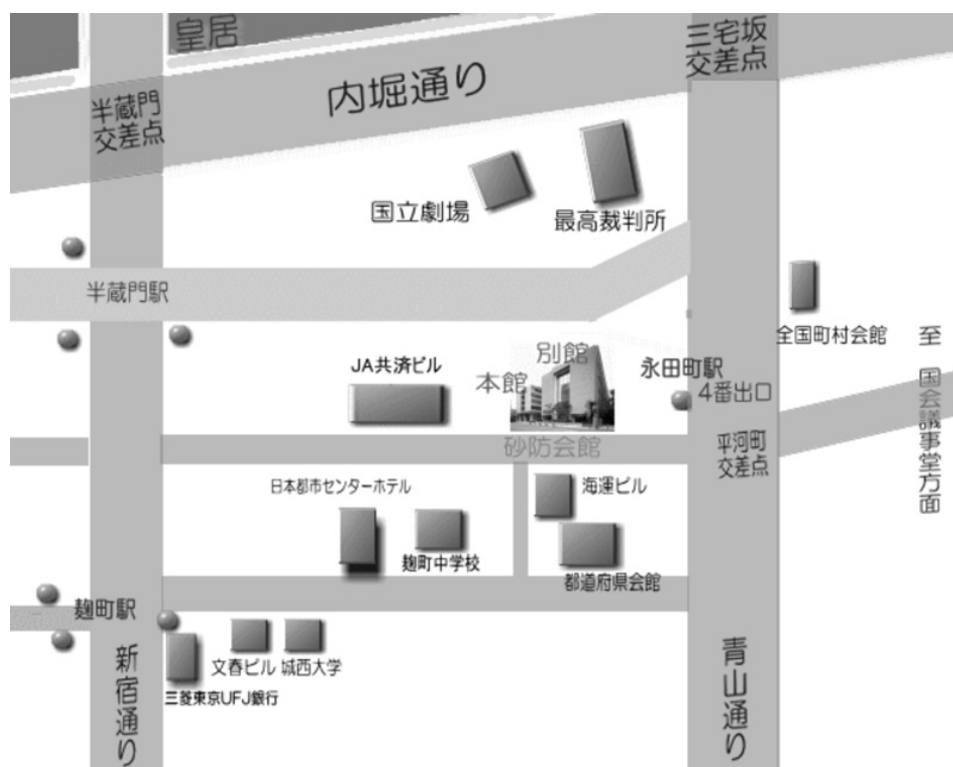 皇居
三宅坂
交差点
内堀通り
半蔵門
交差点
国立劇場
最高裁判所
半蔵門駅
全国町村会館
至 国会議事堂方面
JA共済ビル
別館
本館
永田町駅
4番出口
砂防会館
平河町
交差点
日本都市センターホテル
海運ビル
麹町中学校
都道府県会館
麹町駅
文春ビル
城西大学
三菱東京UFJ銀行
新宿通り
青山通り